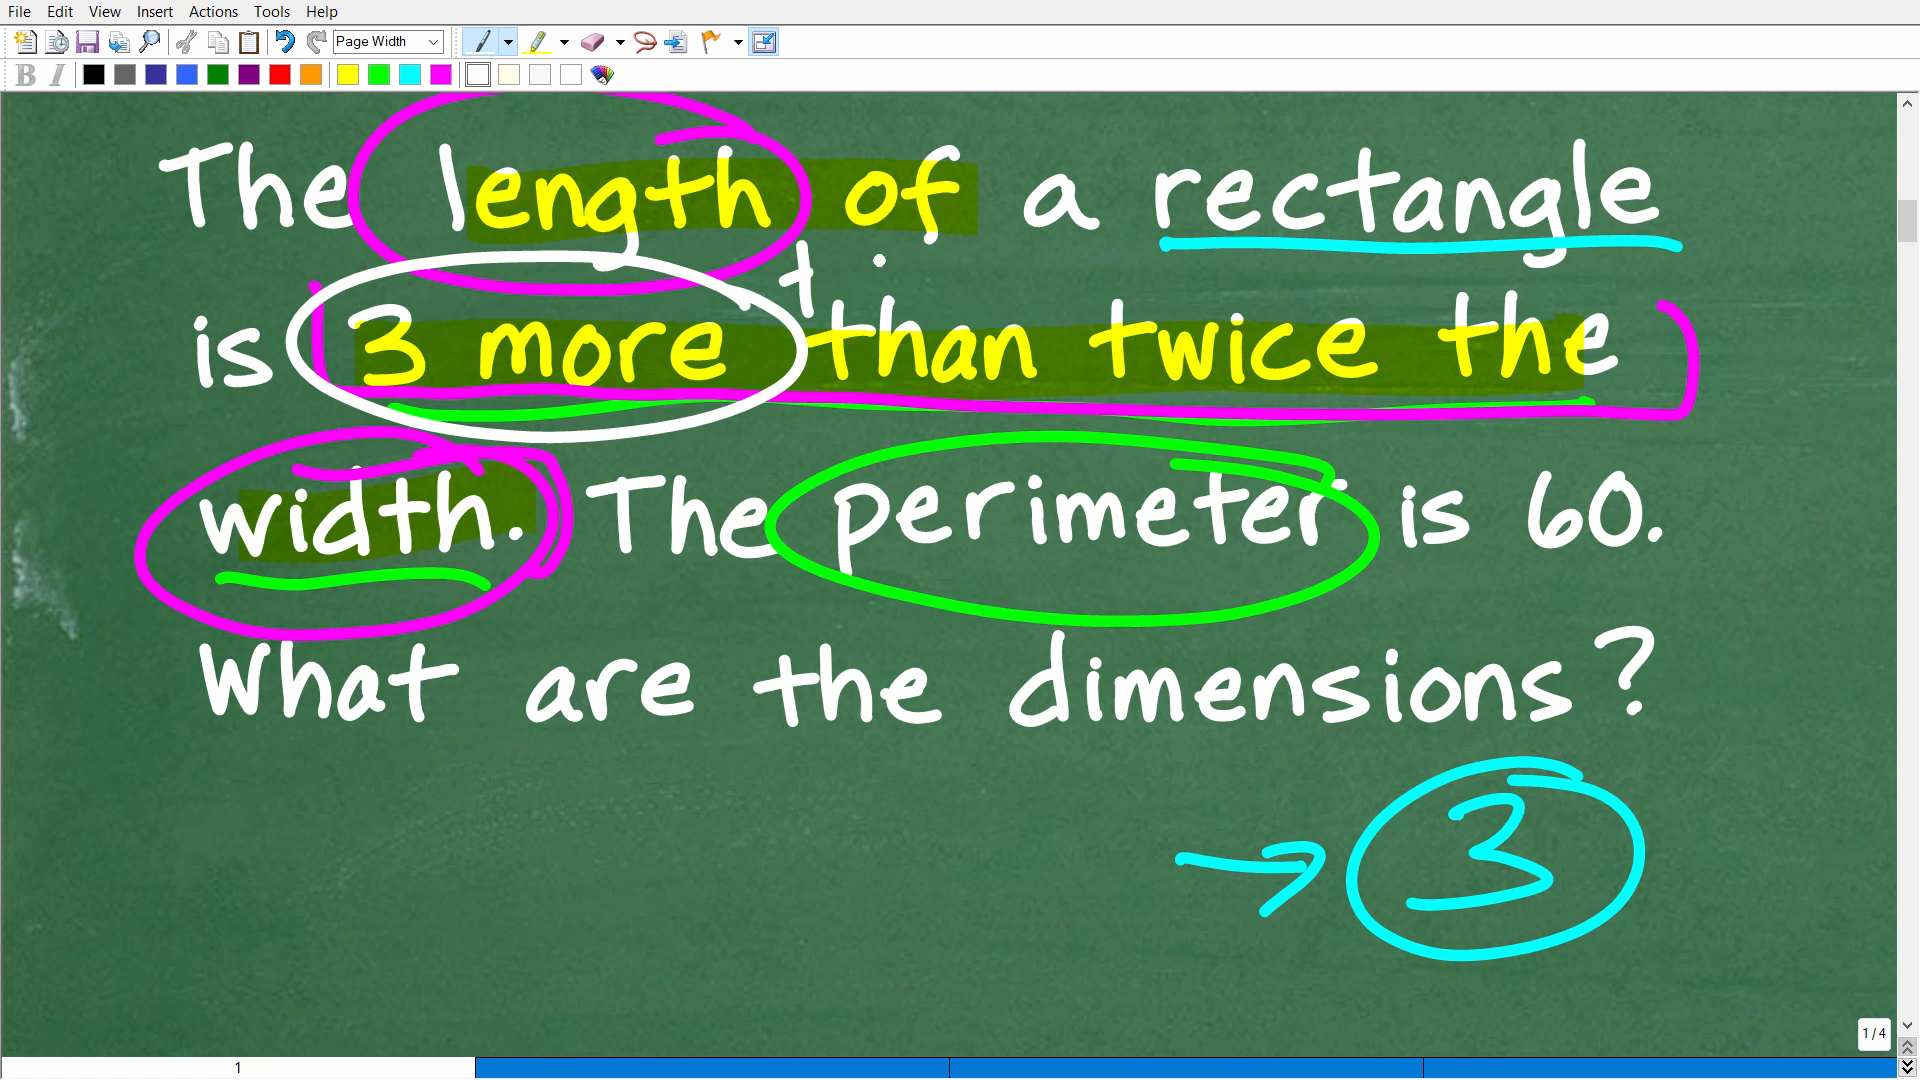 File Edit View Insert Actions Tools Help
Page Width
B I
The length of a rectangle
+
is 3 more than twice the
width. The perimeter is 60.
What are the dimensions?
→ 3
1 / 4
1